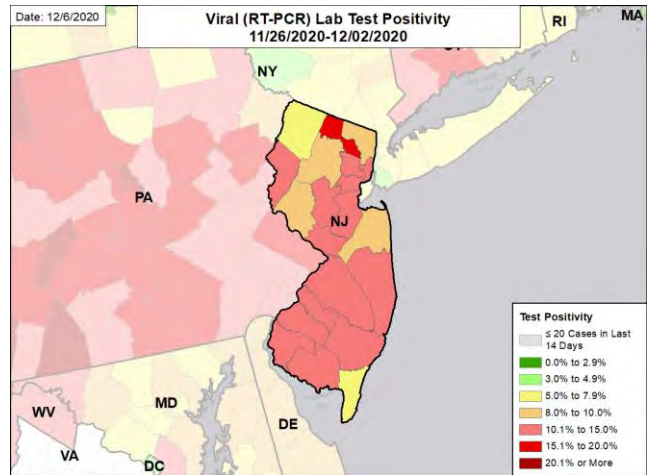 Date: 12/6/2020
Viral (RT-PCR) Lab Test Positivity
11/26/2020-12/02/2020
RI
MA
NY
PA
NJ
MD
DE
WV
VA
DC
Test Positivity
≤ 20 Cases in Last
14 Days
0.0% to 2.9%
3.0% to 4.9%
5.0% to 7.9%
8.0% to 10.0%
10.1% to 15.0%
15.1% to 20.0%
20.1% or More